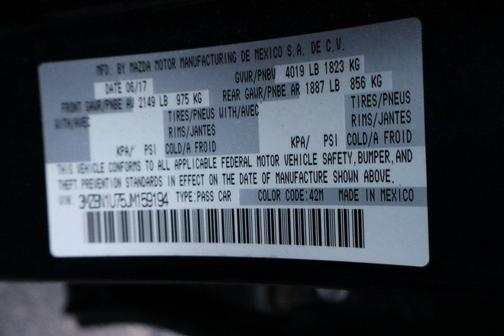 MFD. BY MAZDA MOTOR MANUFACTURING DE MEXICO S.A. DE C.V.
DATE 06/17 GVWR/PNBV 4019 LB 1823 KG
FRONT GAWR/PNBE AV 2149 LB 975 KG REAR GAWR/PNBE AR 1887 LB 856 KG
WITH/AVEC TIRES/PNEUS WITH/AVEC TIRES/PNEUS
RIMS/JANTES RIMS/JANTES
KPA/ PSI COLD/A FROID KPA/ PSI COLD/A FROID
THIS VEHICLE CONFORMS TO ALL APPLICABLE FEDERAL MOTOR VEHICLE SAFETY, BUMPER, AND
THEFT PREVENTION STANDARDS IN EFFECT ON THE DATE OF MANUFACTURE SHOWN ABOVE.
VIN: 3MZBN1U75JM159194 TYPE:PASS CAR COLOR CODE:42M MADE IN MEXICO